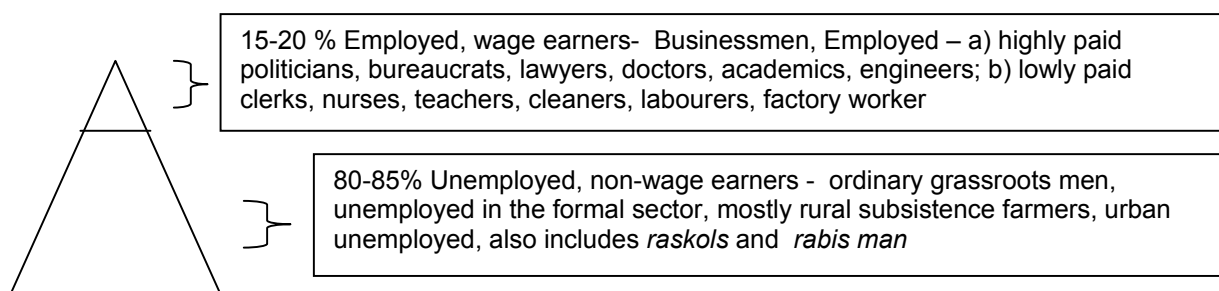 15-20 % Employed, wage earners-  Businessmen, Employed – a) highly paid
politicians, bureaucrats, lawyers, doctors, academics, engineers; b) lowly paid
clerks, nurses, teachers, cleaners, labourers, factory worker
80-85% Unemployed, non-wage earners -  ordinary grassroots men,
unemployed in the formal sector, mostly rural subsistence farmers, urban
unemployed, also includes raskols and  rabis man